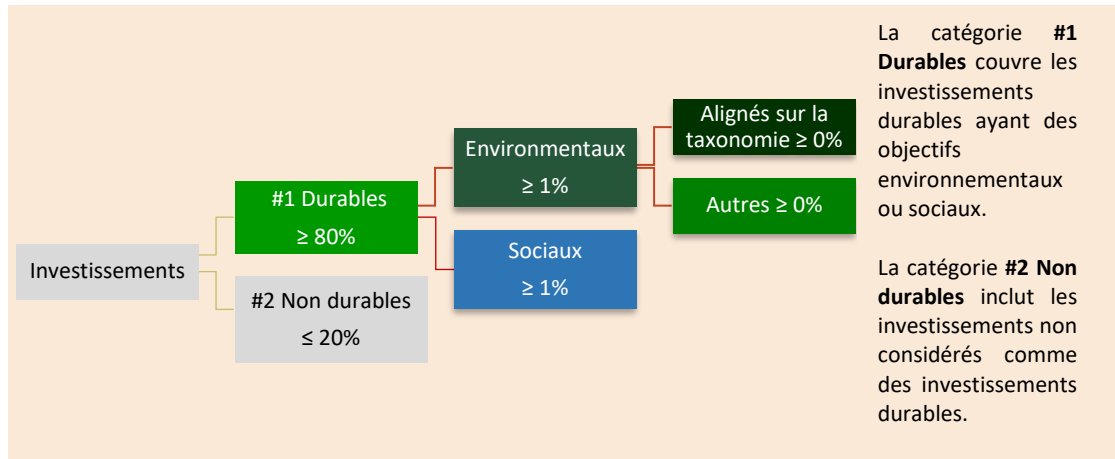 Investissements
#1 Durables
≥ 80%
#2 Non durables
≤ 20%
Environmentaux
≥ 1%
Sociaux
≥ 1%
Alignés sur la
taxonomie ≥ 0%
Autres ≥ 0%
La catégorie #1
Durables couvre les
investissements
durables ayant des
objectifs
environnementaux
ou sociaux.
La catégorie #2 Non
durables inclut les
investissements non
considérés comme
des investissements
durables.